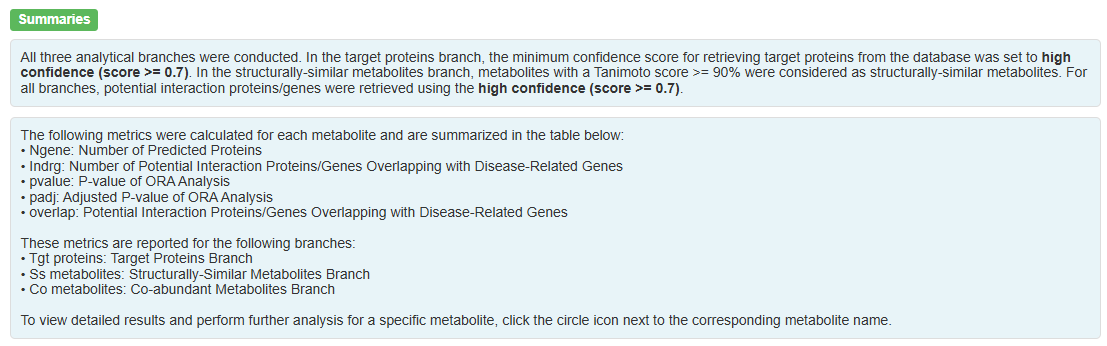 Summaries
All three analytical branches were conducted. In the target proteins branch, the minimum confidence score for retrieving target proteins from the database was set to high
confidence (score >= 0.7). In the structurally-similar metabolites branch, metabolites with a Tanimoto score >= 90% were considered as structurally-similar metabolites. For
all branches, potential interaction proteins/genes were retrieved using the high confidence (score >= 0.7).
The following metrics were calculated for each metabolite and are summarized in the table below:
• Ngene: Number of Predicted Proteins
• Indrg: Number of Potential Interaction Proteins/Genes Overlapping with Disease-Related Genes
• pvalue: P-value of ORA Analysis
• padj: Adjusted P-value of ORA Analysis
• overlap: Potential Interaction Proteins/Genes Overlapping with Disease-Related Genes
These metrics are reported for the following branches:
• Tgt proteins: Target Proteins Branch
• Ss metabolites: Structurally-Similar Metabolites Branch
• Co metabolites: Co-abundant Metabolites Branch
To view detailed results and perform further analysis for a specific metabolite, click the circle icon next to the corresponding metabolite name.